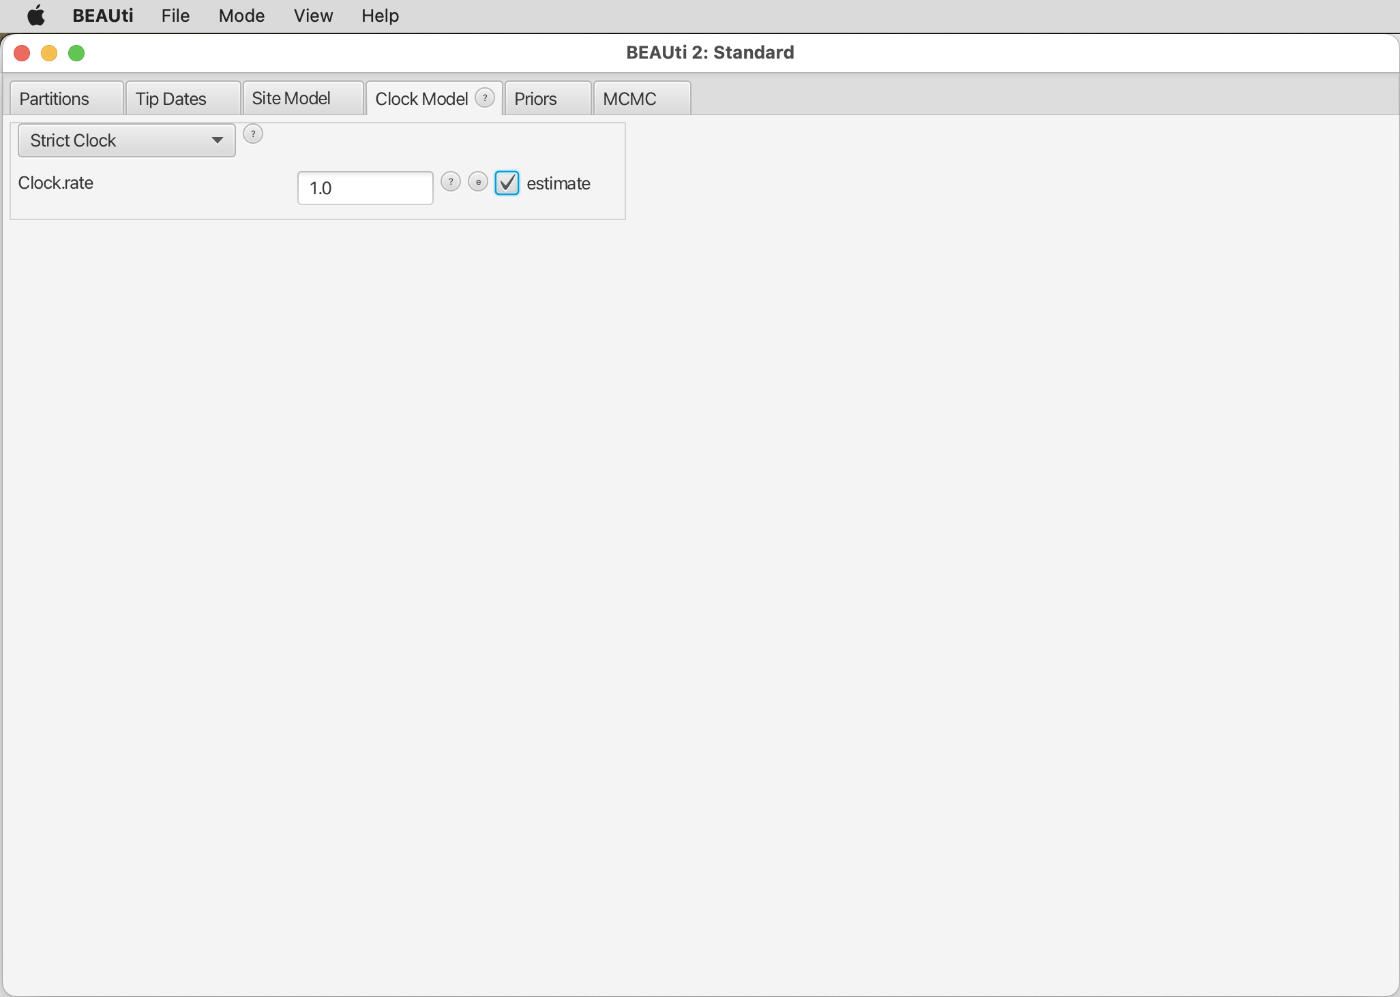 BEAUti File Mode View Help
BEAUti 2: Standard
Partitions Tip Dates Site Model Clock Model ? Priors MCMC
Strict Clock ?
Clock.rate 1.0 ? e estimate